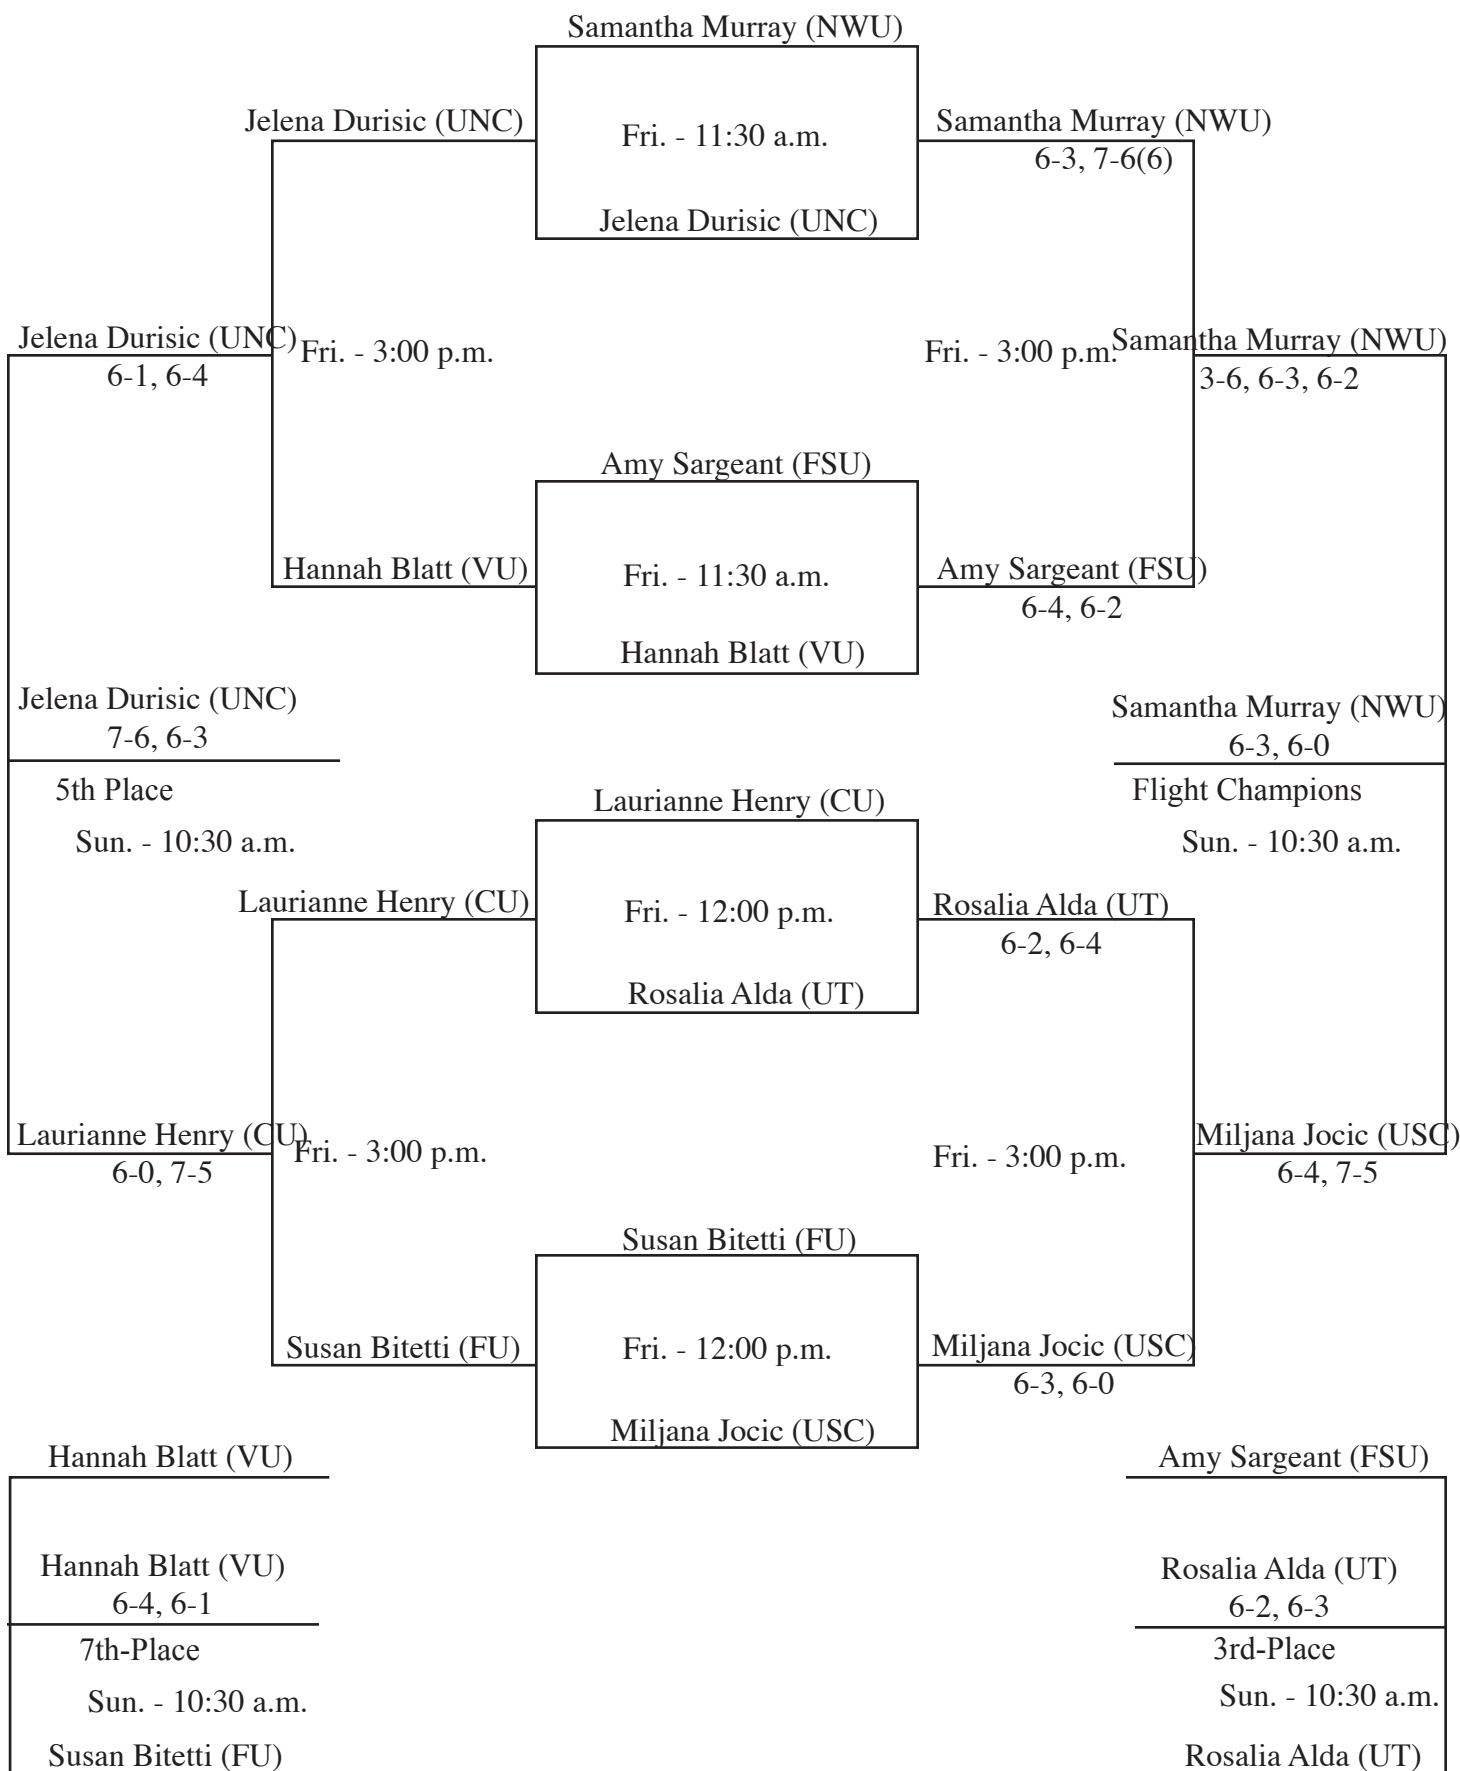 Samantha Murray (NWU)
Jelena Durisic (UNC)
Fri. - 11:30 a.m.
Samantha Murray (NWU)
6-3, 7-6(6)
Jelena Durisic (UNC)
Jelena Durisic (UNC)
6-1, 6-4
Fri. - 3:00 p.m.
Fri. - 3:00 p.m.
Samantha Murray (NWU)
3-6, 6-3, 6-2
Amy Sargeant (FSU)
Hannah Blatt (VU)
Fri. - 11:30 a.m.
Amy Sargeant (FSU)
6-4, 6-2
Hannah Blatt (VU)
Jelena Durisic (UNC)
7-6, 6-3
5th Place
Sun. - 10:30 a.m.
Samantha Murray (NWU)
6-3, 6-0
Flight Champions
Sun. - 10:30 a.m.
Laurianne Henry (CU)
Laurianne Henry (CU)
Fri. - 12:00 p.m.
Rosalia Alda (UT)
6-2, 6-4
Rosalia Alda (UT)
Laurianne Henry (CU)
6-0, 7-5
Fri. - 3:00 p.m.
Fri. - 3:00 p.m.
Miljana Jocic (USC)
6-4, 7-5
Susan Bitetti (FU)
Susan Bitetti (FU)
Fri. - 12:00 p.m.
Miljana Jocic (USC)
6-3, 6-0
Miljana Jocic (USC)
Hannah Blatt (VU)
Hannah Blatt (VU)
6-4, 6-1
7th-Place
Sun. - 10:30 a.m.
Susan Bitetti (FU)
Amy Sargeant (FSU)
Rosalia Alda (UT)
6-2, 6-3
3rd-Place
Sun. - 10:30 a.m.
Rosalia Alda (UT)